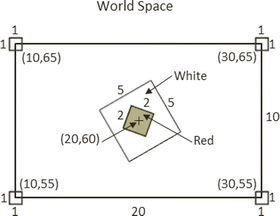 World Space
1 1
1 1
(10,65) (30,65)
White
5
2 5
2
10
(20,60) Red
(10,55) (30,55)
1 1
1 20 1